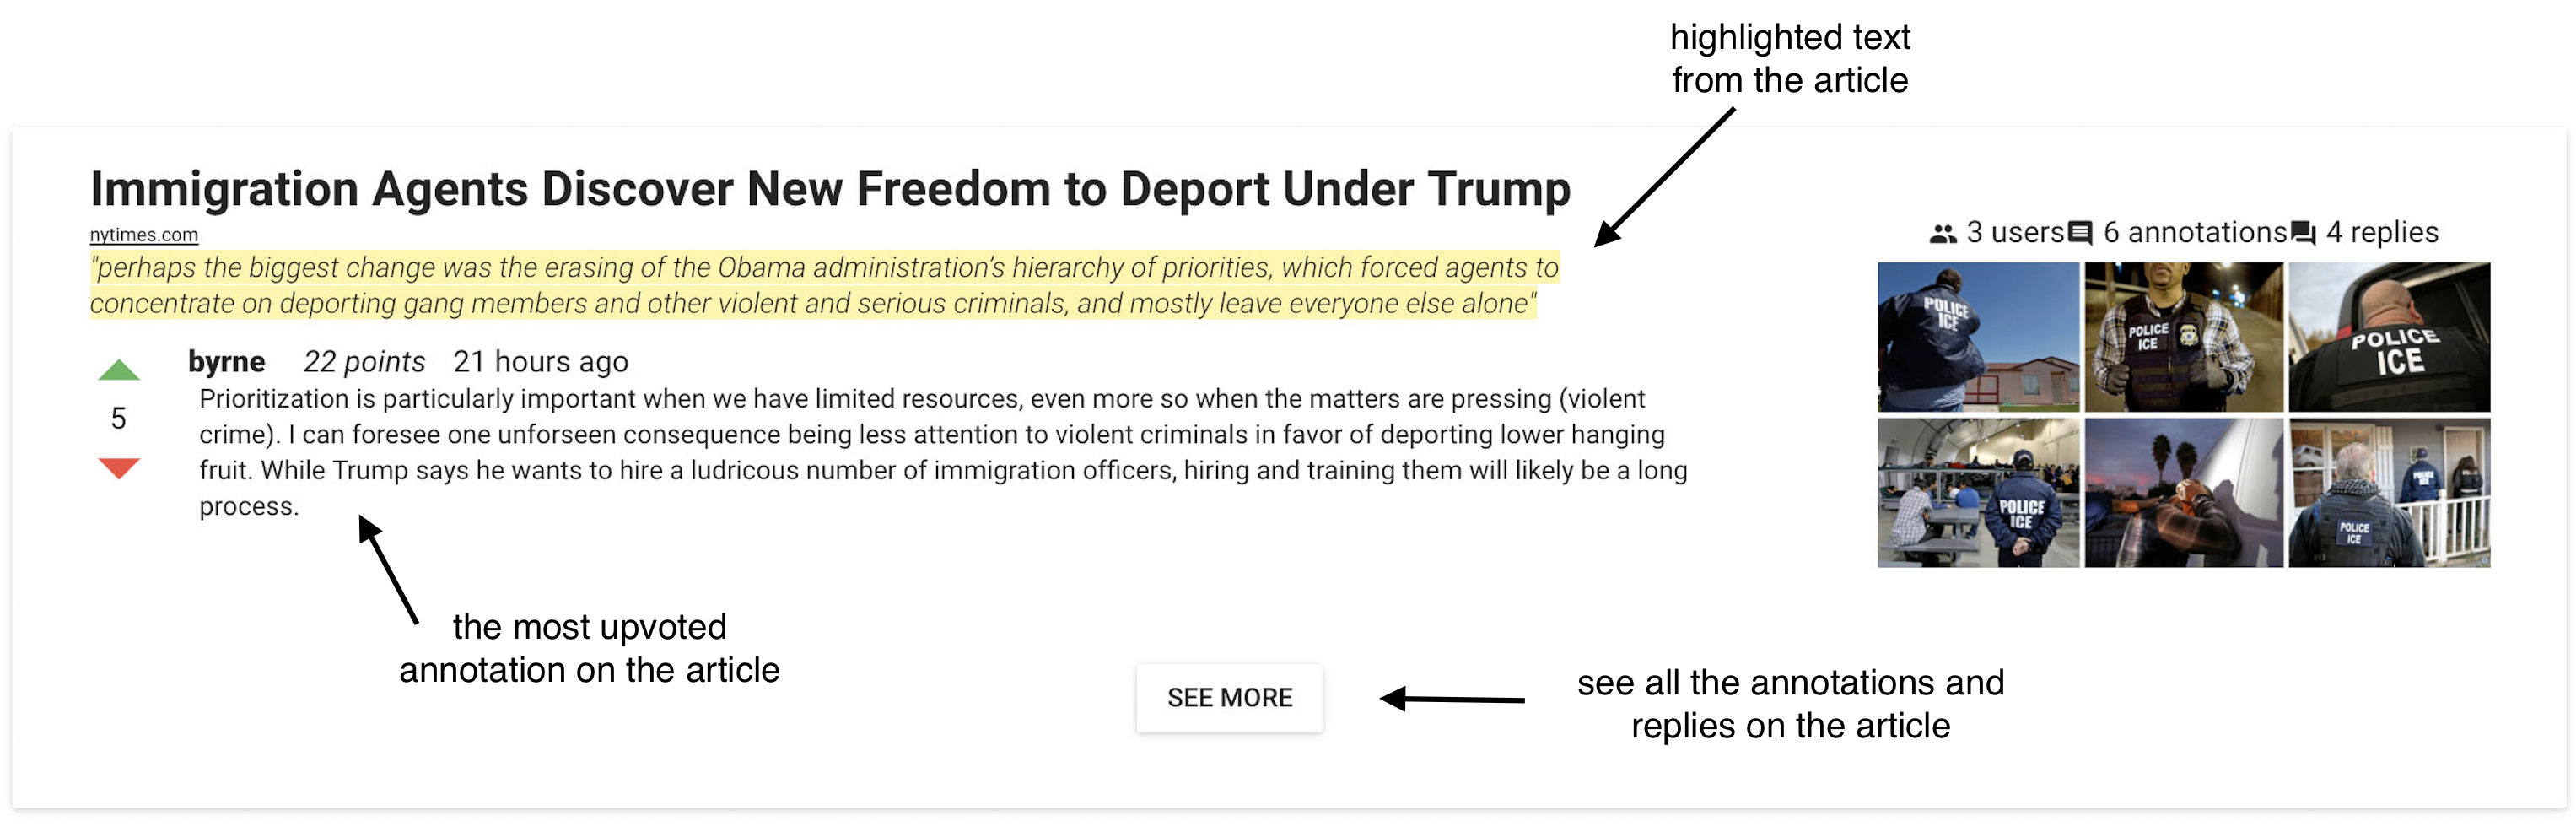 highlighted text
from the article
Immigration Agents Discover New Freedom to Deport Under Trump
nytimes.com
"perhaps the biggest change was the erasing of the Obama administration’s hierarchy of priorities, which forced agents to
concentrate on deporting gang members and other violent and serious criminals, and mostly leave everyone else alone"
3 users 6 annotations 4 replies
byrne 22 points 21 hours ago
5
Prioritization is particularly important when we have limited resources, even more so when the matters are pressing (violent
crime). I can foresee one unforseen consequence being less attention to violent criminals in favor of deporting lower hanging
fruit. While Trump says he wants to hire a ludricous number of immigration officers, hiring and training them will likely be a long
process.
POLICE
ICE
POLICE
ICE
POLICE
ICE
POLICE
ICE
POLICE
ICE
POLICE
the most upvoted
annotation on the article
SEE MORE
see all the annotations and
replies on the article